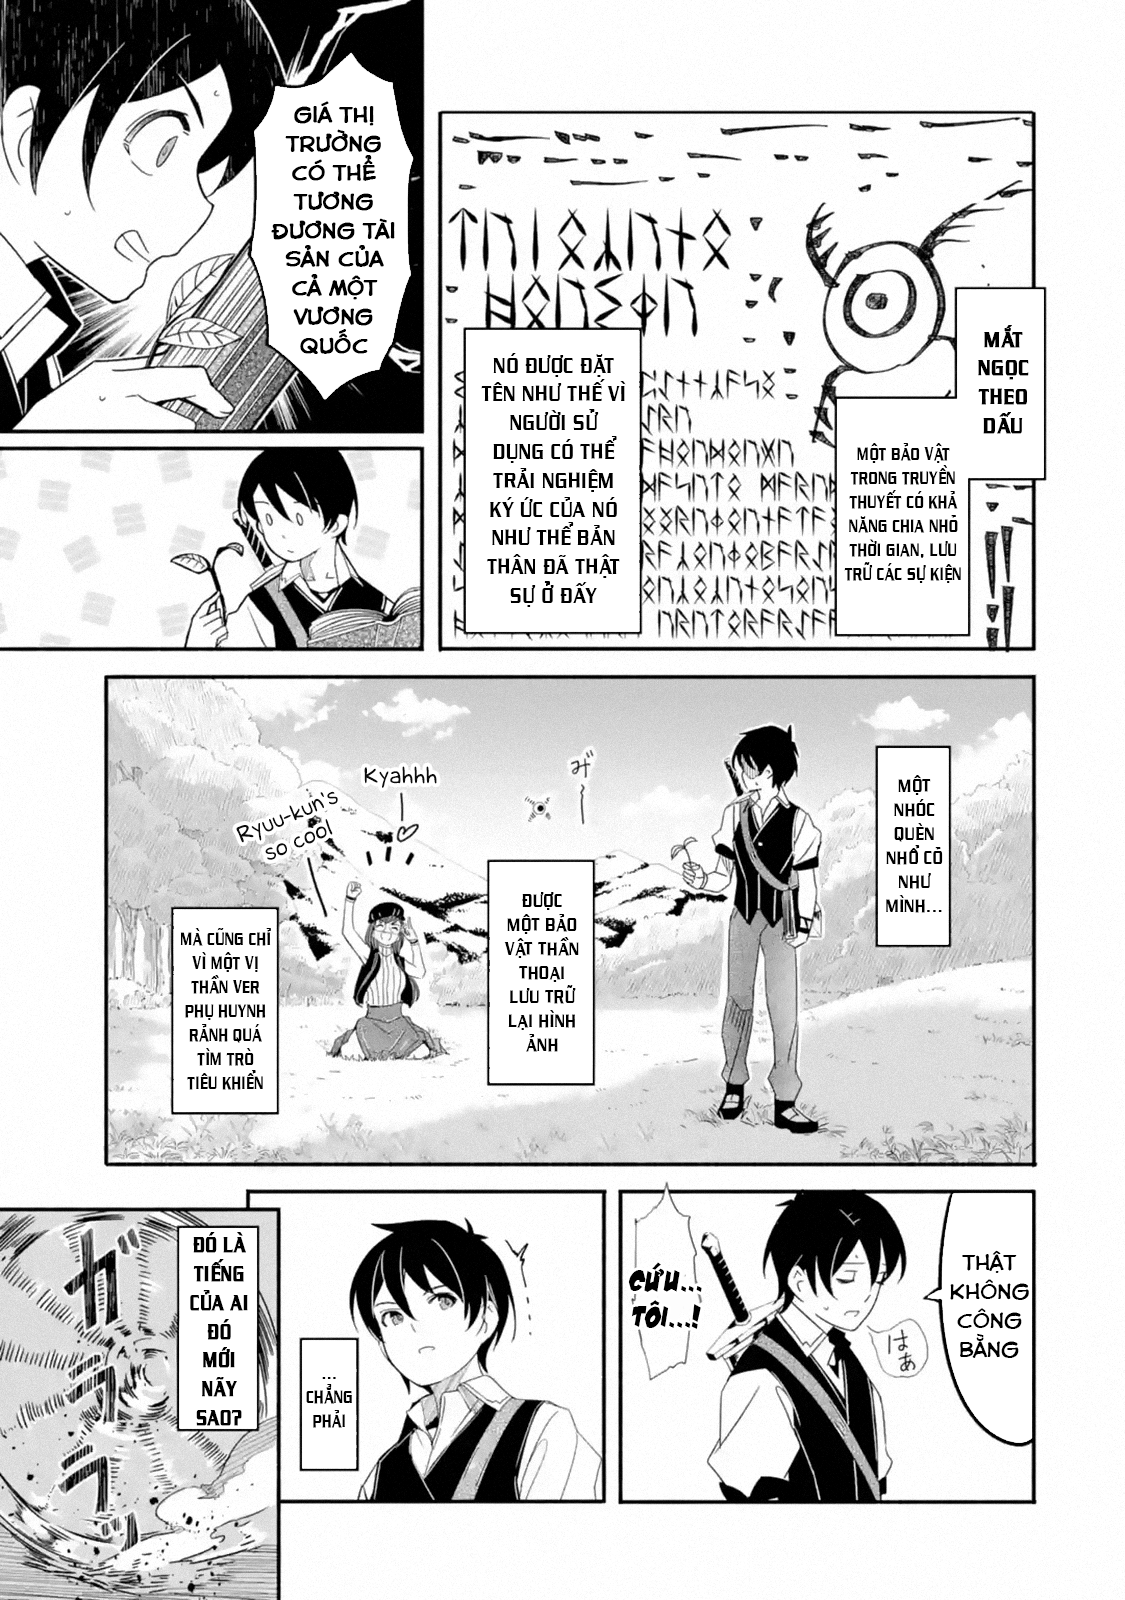 MẮT
NGỌC
THEO
DẤU
MỘT BẢO VẬT
TRONG TRUYỀN
THUYẾT CÓ KHẢ
NĂNG CHIA NHỎ
THỜI GIAN, LƯU
TRỮ CÁC SỰ KIỆN
NÓ ĐƯỢC ĐẶT
TÊN NHƯ THẾ VÌ
NGƯỜI SỬ
DỤNG CÓ THỂ
TRẢI NGHIỆM
KÝ ỨC CỦA NÓ
NHƯ THỂ BẢN
THÂN ĐÃ THẬT
SỰ Ở ĐẤY
GIÁ THỊ
TRƯỜNG
CÓ THỂ
TƯƠNG
ĐƯƠNG TÀI
SẢN CỦA
CẢ MỘT
VƯƠNG
QUỐC
MỘT
NHÓC
QUÈN
NHỔ CỎ
NHƯ
MÌNH...
み゛ー
ĐƯỢC
MỘT BẢO
VẬT THẦN
THOẠI
LƯU TRỮ
LẠI HÌNH
ẢNH
Kyahhh
Ryuu-kun's
so cool
MÀ CŨNG CHỈ
VÌ MỘT VỊ
THẦN VER
PHỤ HUYNH
RẢNH QUÁ
TÌM TRÒ
TIÊU KHIỂN
THẬT
KHÔNG
CÔNG
BẰNG
はぁ
CỨU...
TÔI...!
...
CHẲNG
PHẢI
ĐÓ LÀ
TIẾNG
CỦA AI
ĐÓ
MỚI
NÃY
SAO?